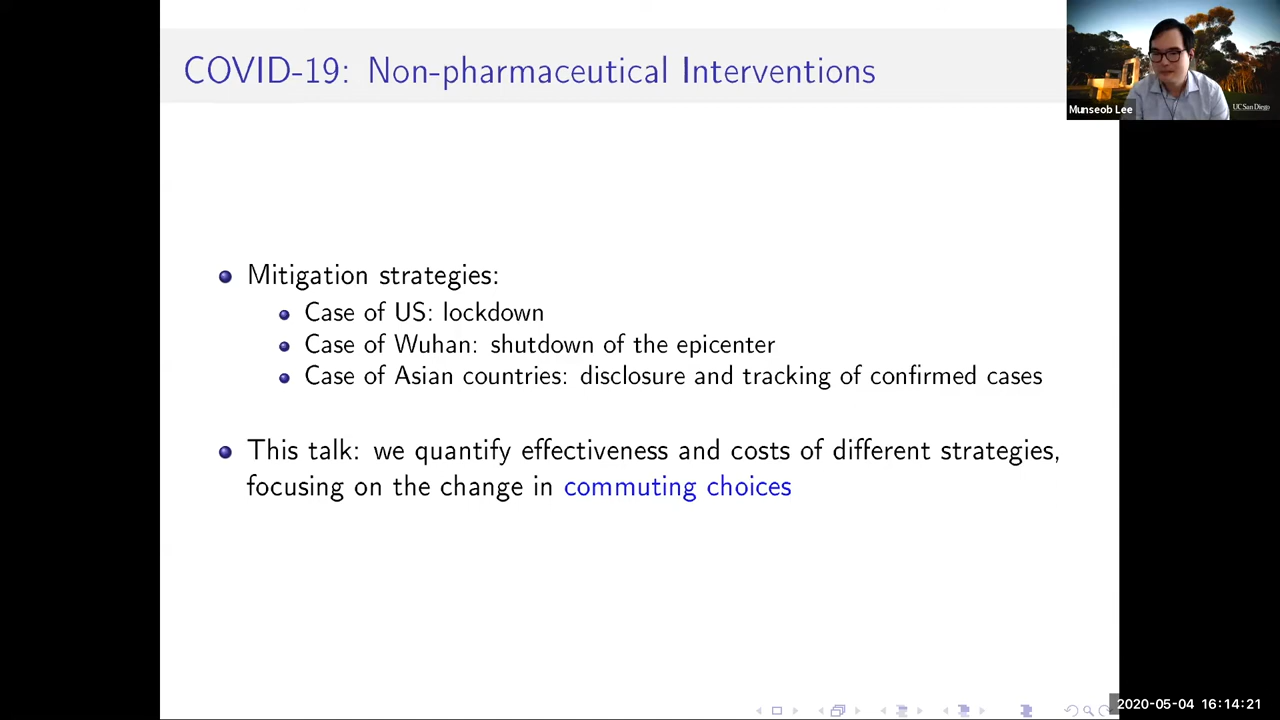 COVID-19: Non-pharmaceutical Interventions
Munseob Lee
UC San Diego
Mitigation strategies:
Case of US: lockdown
Case of Wuhan: shutdown of the epicenter
Case of Asian countries: disclosure and tracking of confirmed cases
This talk: we quantify effectiveness and costs of different strategies,
focusing on the change in commuting choices
2020-05-04 16:14:21